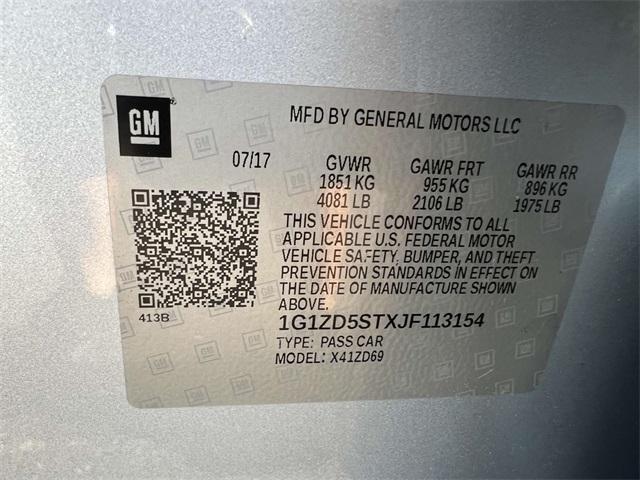 GM
MFD BY GENERAL MOTORS LLC
07/17 GVWR GAWR FRT GAWR RR
1851 KG 955 KG 896 KG
4081 LB 2106 LB 1975 LB
THIS VEHICLE CONFORMS TO ALL
APPLICABLE U.S. FEDERAL MOTOR
VEHICLE SAFETY, BUMPER, AND THEFT
PREVENTION STANDARDS IN EFFECT ON
THE DATE OF MANUFACTURE SHOWN
ABOVE.
413B
1G1ZD5STXJF113154
TYPE: PASS CAR
MODEL: X41ZD69